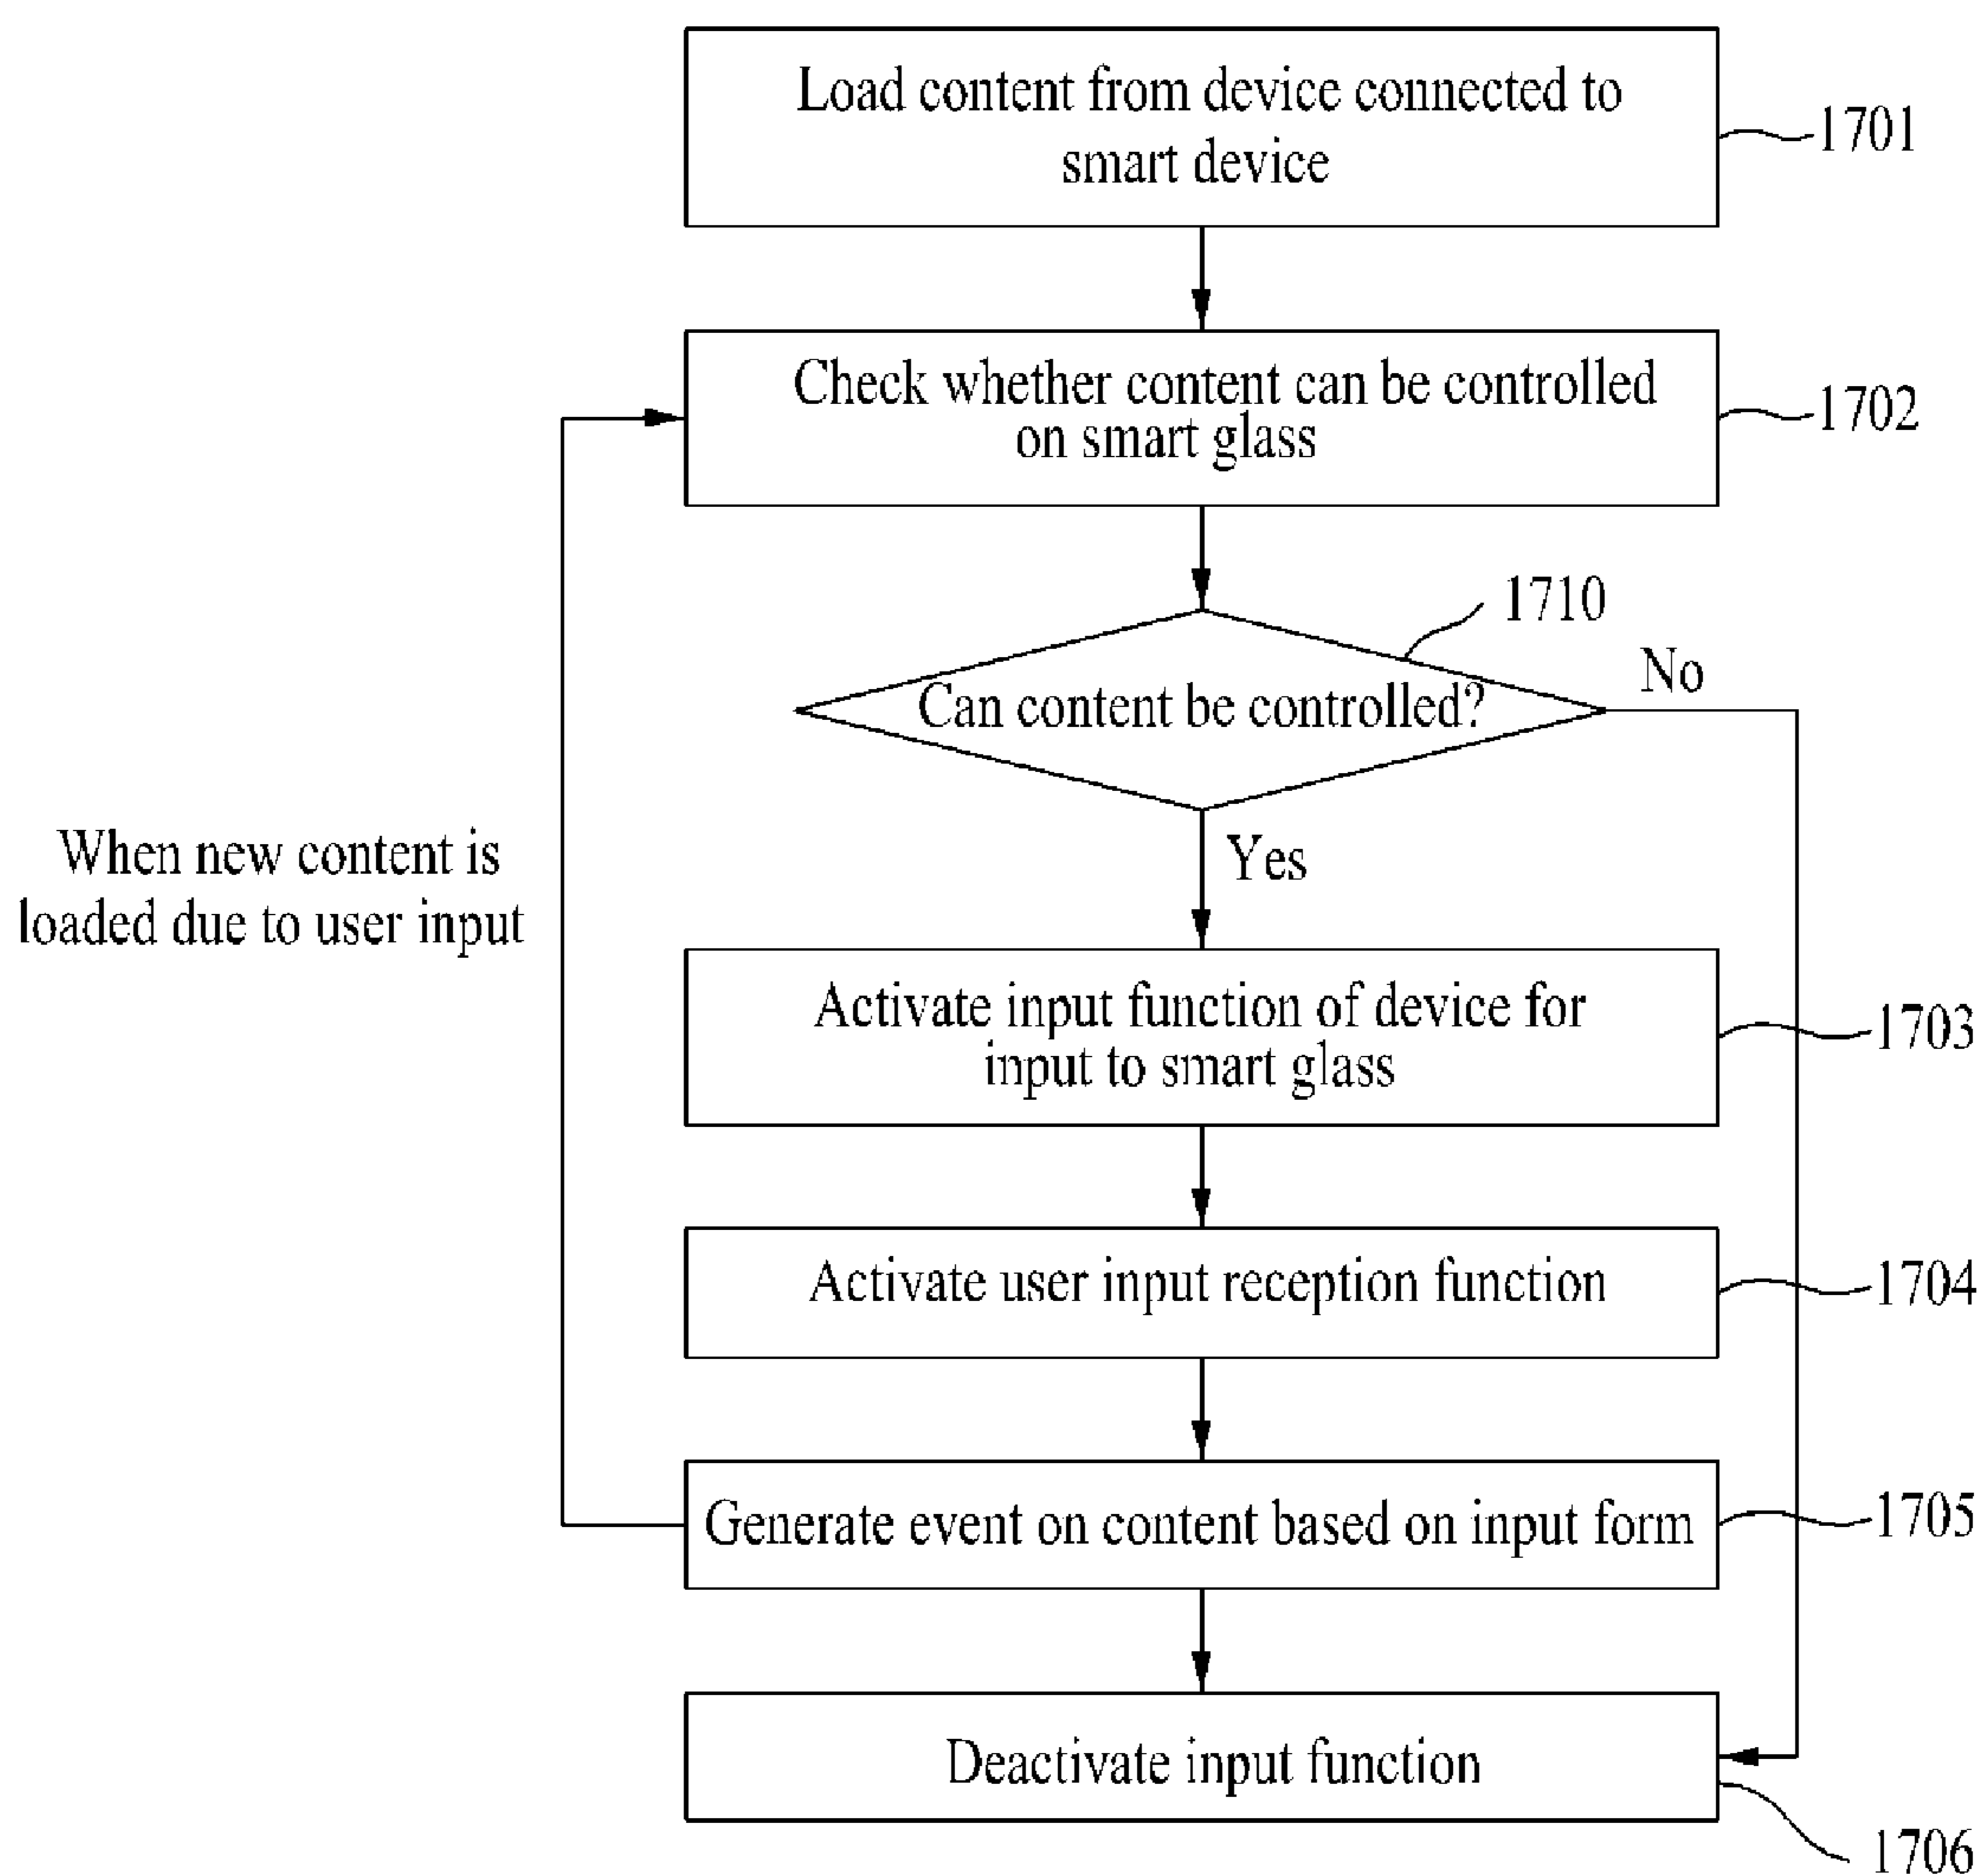 Load content from device connected to
smart device
1701
Check whether content can be controlled
on smart glass
1702
1710
Can content be controlled?
No
Yes
When new content is
loaded due to user input
Activate input function of device for
input to smart glass
1703
Activate user input reception function
1704
Generate event on content based on input form
1705
Deactivate input function
1706